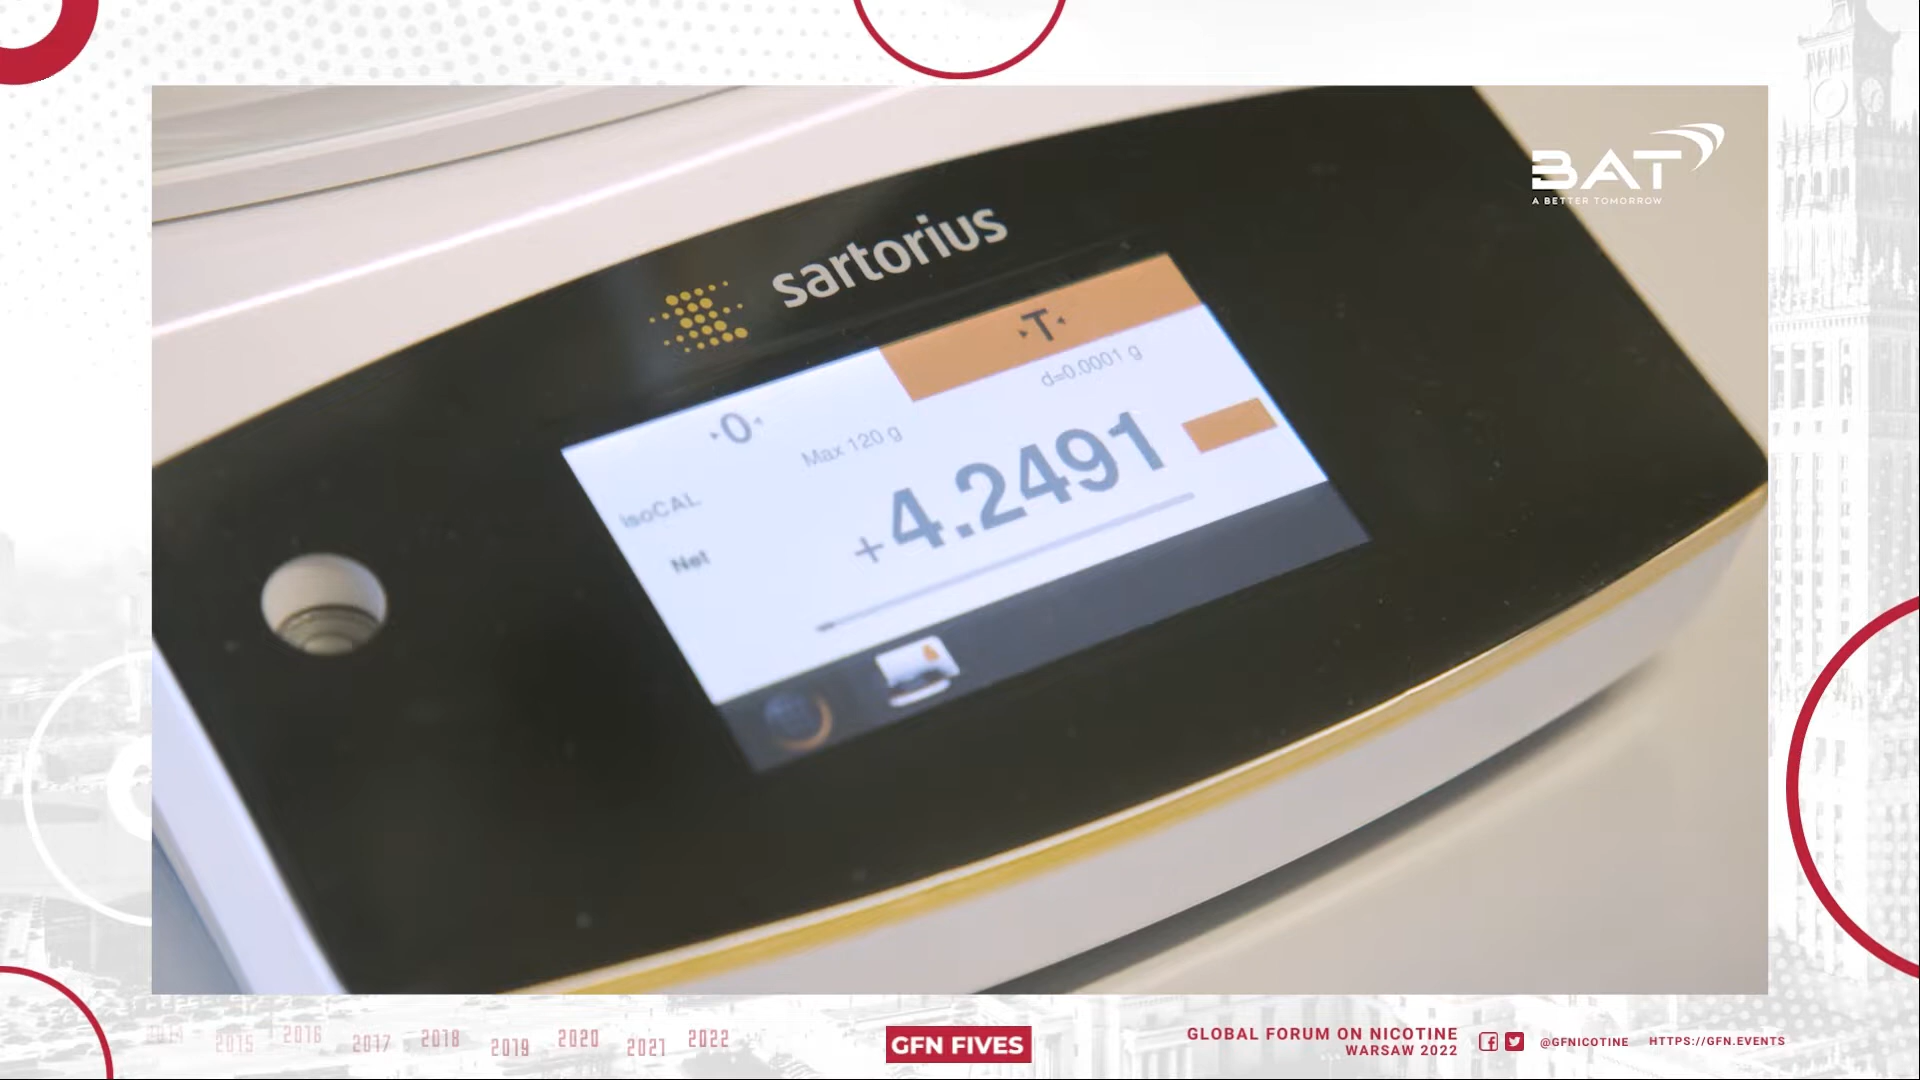 BAT
A BETTER TOMORROW
sartorius
T
d=0.0001 g
0
Max 120 g
isoCAL
+4.2491
Net
2014
2015
2016
2017
2018
2019
2020
2021
2022
GFN FIVES
GLOBAL FORUM ON NICOTINE
WARSAW 2022
@GFNICOTINE
HTTPS://GFN.EVENTS